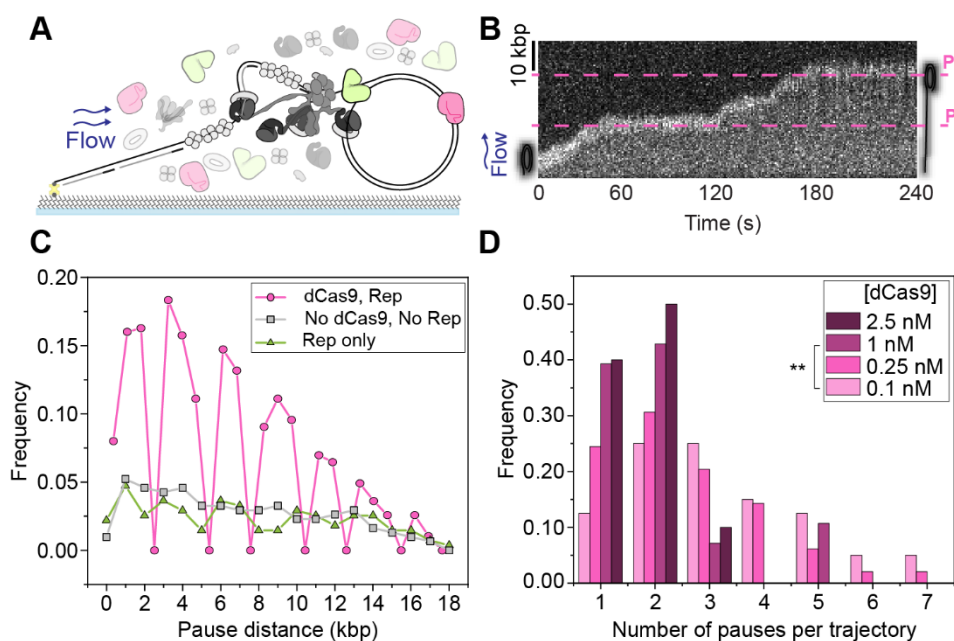 A
Flow
B
10 kbp
P
P
Flow
0
60
120
180
240
Time (s)
C
0.20
0.15
0.10
0.05
0.00
Frequency
dCas9, Rep
No dCas9, No Rep
Rep only
0
2
4
6
8
10
12
14
16
18
Pause distance (kbp)
D
0.50
0.40
0.30
0.20
0.10
0.00
Frequency
[dCas9]
2.5 nM
1 nM
0.25 nM
0.1 nM
**
1
2
3
4
5
6
7
Number of pauses per trajectory